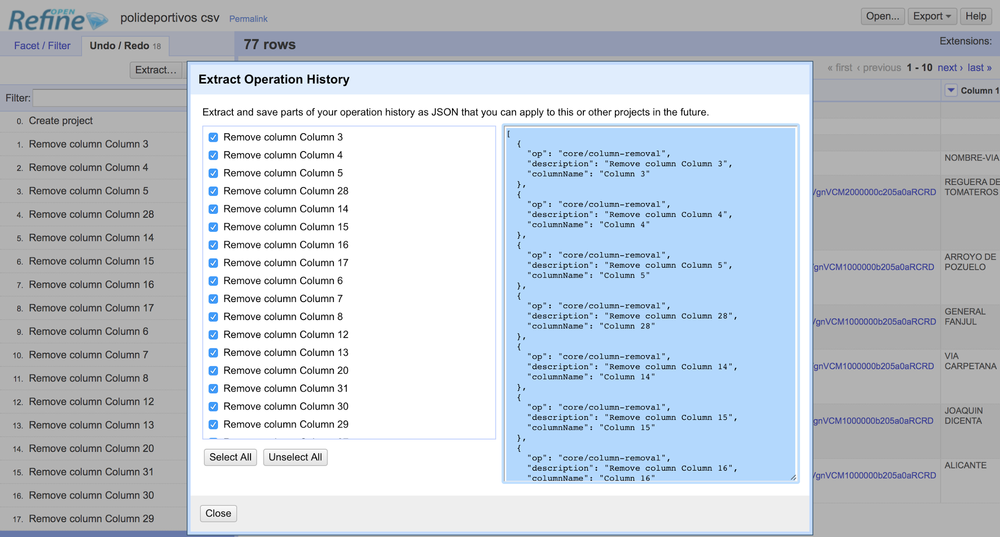 OPEN
Refine
polideportivos csv Permalink
Open... Export Help
Facet / Filter Undo / Redo 18
77 rows
Extensions:
Extract...
« first ‹ previous 1 - 10 next › last »
Filter:
Column 1
0. Create project
1. Remove column Column 3
2. Remove column Column 4
3. Remove column Column 5
4. Remove column Column 28
5. Remove column Column 14
6. Remove column Column 15
7. Remove column Column 16
8. Remove column Column 17
9. Remove column Column 6
10. Remove column Column 7
11. Remove column Column 8
12. Remove column Column 12
13. Remove column Column 13
14. Remove column Column 20
15. Remove column Column 31
16. Remove column Column 30
17. Remove column Column 29
Extract Operation History
Extract and save parts of your operation history as JSON that you can apply to this or other projects in the future.
Remove column Column 3
Remove column Column 4
Remove column Column 5
Remove column Column 28
Remove column Column 14
Remove column Column 15
Remove column Column 16
Remove column Column 17
Remove column Column 6
Remove column Column 7
Remove column Column 8
Remove column Column 12
Remove column Column 13
Remove column Column 20
Remove column Column 31
Remove column Column 30
Remove column Column 29
Select All Unselect All
[
{
"op": "core/column-removal",
"description": "Remove column Column 3",
"columnName": "Column 3"
},
{
"op": "core/column-removal",
"description": "Remove column Column 4",
"columnName": "Column 4"
},
{
"op": "core/column-removal",
"description": "Remove column Column 5",
"columnName": "Column 5"
},
{
"op": "core/column-removal",
"description": "Remove column Column 28",
"columnName": "Column 28"
},
{
"op": "core/column-removal",
"description": "Remove column Column 14",
"columnName": "Column 14"
},
{
"op": "core/column-removal",
"description": "Remove column Column 15",
"columnName": "Column 15"
},
{
"op": "core/column-removal",
"description": "Remove column Column 16",
"columnName": "Column 16"
Close
NOMBRE-VIA
REGUERA DE
/gnVCM2000000c205a0aRCRD TOMATEROS
ARROYO DE
gnVCM1000000b205a0aRCRD POZUELO
GENERAL
/gnVCM1000000b205a0aRCRD FANJUL
VIA
gnVCM1000000b205a0aRCRD CARPETANA
JOAQUIN
gnVCM1000000b205a0aRCRD DICENTA
ALICANTE
/gnVCM1000000b205a0aRCRD